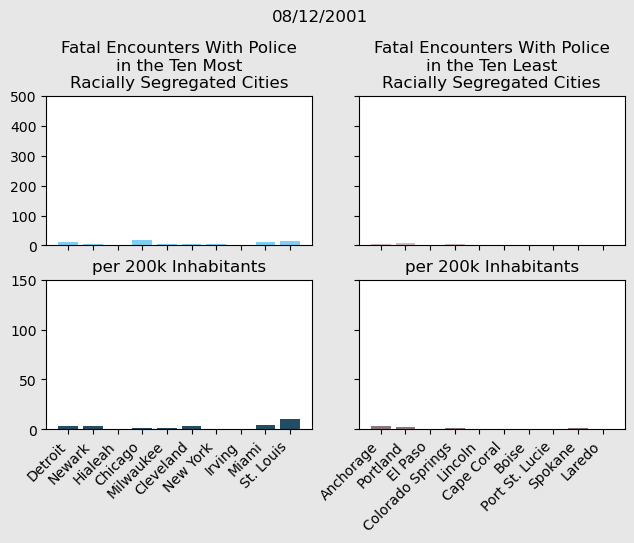 08/12/2001
Fatal Encounters With Police
in the Ten Most
Racially Segregated Cities
Fatal Encounters With Police
in the Ten Least
Racially Segregated Cities
500
400
300
200
100
0
per 200k Inhabitants
per 200k Inhabitants
150
100
50
0
Detroit
Newark
Hialeah
Chicago
Milwaukee
Cleveland
New York
Irving
Miami
St. Louis
Anchorage
Portland
El Paso
Colorado Springs
Lincoln
Cape Coral
Boise
Port St. Lucie
Spokane
Laredo